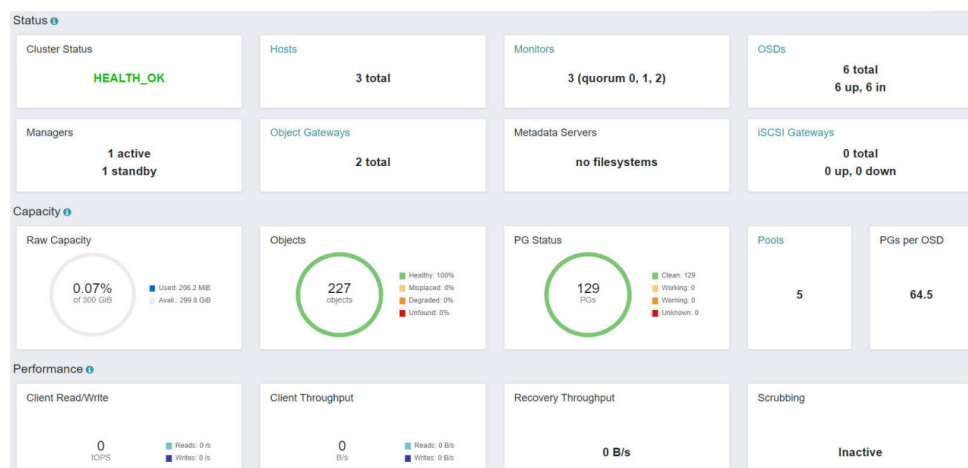 Status
Cluster Status
HEALTH_OK
Hosts
3 total
Monitors
3 (quorum 0, 1, 2)
OSDs
6 total
6 up, 6 in
Managers
1 active
1 standby
Object Gateways
2 total
Metadata Servers
no filesystems
iSCSI Gateways
0 total
0 up, 0 down
Capacity
Raw Capacity
0.07%
of 300 GiB
Used: 206.2 MiB
Avail.: 299.8 GiB
Objects
227
objects
Healthy: 100%
Misplaced: 0%
Degraded: 0%
Unfound: 0%
PG Status
129
PGs
Clean: 129
Working: 0
Warning: 0
Unknown: 0
Pools
5
PGs per OSD
64.5
Performance
Client Read/Write
0
IOPS
Reads: 0 /s
Writes: 0 /s
Client Throughput
0
B/s
Reads: 0 B/s
Writes: 0 B/s
Recovery Throughput
0 B/s
Scrubbing
Inactive